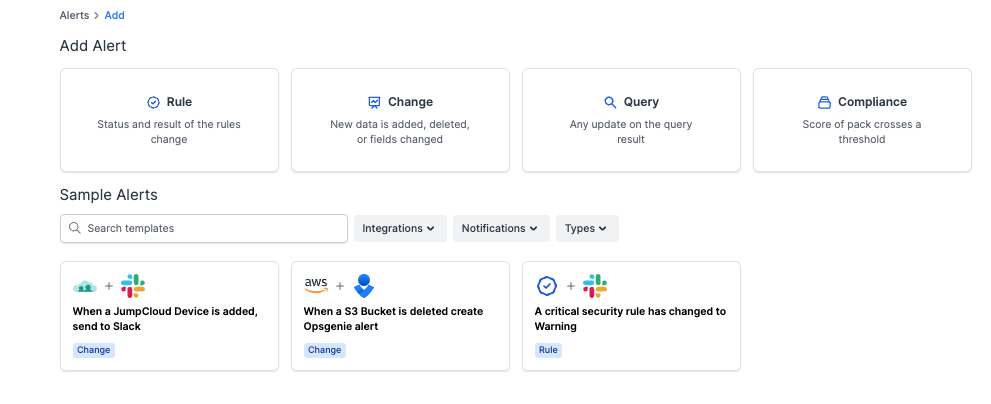 Alerts > Add
Add Alert
Rule
Status and result of the rules
change
Change
New data is added, deleted,
or fields changed
Query
Any update on the query
result
Compliance
Score of pack crosses a
threshold
Sample Alerts
Search templates
Integrations
Notifications
Types
+
When a JumpCloud Device is added,
send to Slack
Change
aws +
When a S3 Bucket is deleted create
Opsgenie alert
Change
+
A critical security rule has changed to
Warning
Rule